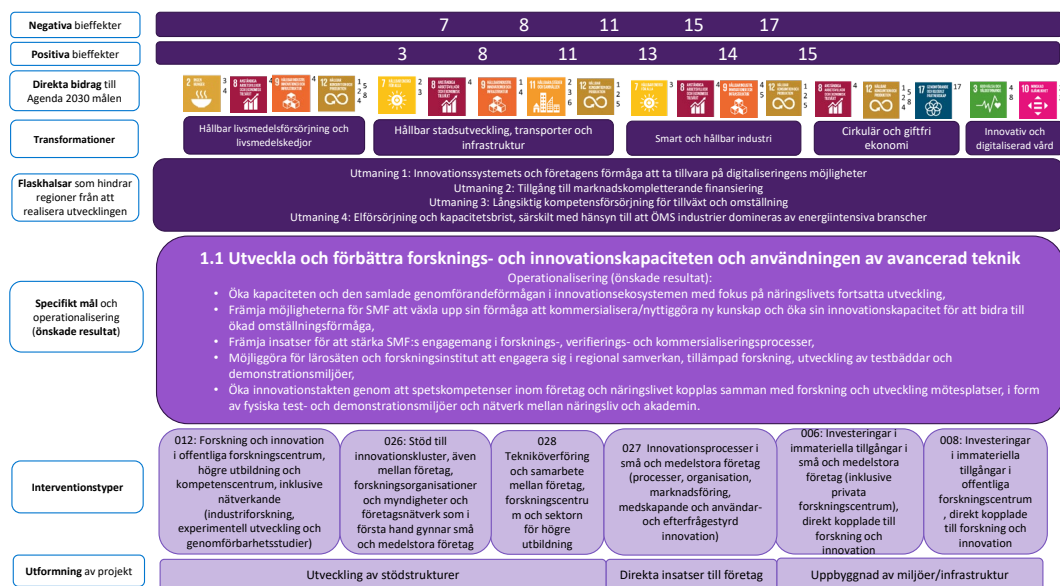 Negativa bieffekter
7 8 11 15 17
Positiva bieffekter
3 8 11 13 14 15
Direkta bidrag till
Agenda 2030 målen
Transformationer
Hållbar livsmedelsförsörjning och
livsmedelskedjor
Hållbar stadsutveckling, transporter och
infrastruktur
Smart och hållbar industri
Cirkulär och giftfri
ekonomi
Innovativ och
digitaliserad vård
Flaskhalsar som hindrar
regioner från att
realisera utvecklingen
Utmaning 1: Innovationssystemets och företagens förmåga att ta tillvara på digitaliseringens möjligheter
Utmaning 2: Tillgång till marknadskompletterande finansiering
Utmaning 3: Långsiktig kompetensförsörjning för tillväxt och omställning
Utmaning 4: Elförsörjning och kapacitetsbrist, särskilt med hänsyn till att ÖMS industrier domineras av energiintensiva branscher
Specifikt mål och
operationalisering
(önskade resultat)
1.1 Utveckla och förbättra forsknings- och innovationskapaciteten och användningen av avancerad teknik
Operationalisering (önskade resultat):
• Öka kapaciteten och den samlade genomförandeförmågan i innovationsekosystemen med fokus på näringslivets fortsatta utveckling,
• Främja möjligheterna för SMF att växla upp sin förmåga att kommersialisera/nyttiggöra ny kunskap och öka sin innovationskapacitet för att bidra till
ökad omställningsförmåga,
• Främja insatser för att stärka SMF:s engagemang i forsknings-, verifierings- och kommersialiseringsprocesser,
• Möjliggöra för lärosäten och forskningsinstitut att engagera sig i regional samverkan, tillämpad forskning, utveckling av testbäddar och
demonstrationsmiljöer,
• Öka innovationstakten genom att spetskompetenser inom företag och näringslivet kopplas samman med forskning och utveckling mötesplatser, i form
av fysiska test- och demonstrationsmiljöer och nätverk mellan näringsliv och akademin.
Interventionstyper
012: Forskning och innovation
i offentliga forskningscentrum,
högre utbildning och
kompetenscentrum, inklusive
nätverkande
(industriforskning,
experimentell utveckling och
genomförbarhetsstudier)
026: Stöd till
innovationskluster, även
mellan företag,
forskningsorganisationer
och myndigheter och
företagsnätverk som i
första hand gynnar små
och medelstora företag
028
Tekniköverföring
och samarbete
mellan företag,
forskningscentru
m och sektorn
för högre
utbildning
027 Innovationsprocesser i
små och medelstora företag
(processer, organisation,
marknadsföring,
medskapande och användar-
och efterfrågestyrd
innovation)
006: Investeringar i
immateriella tillgångar i
små och medelstora
företag (inklusive
privata
forskningscentrum),
direkt kopplade till
forskning och
innovation
008: Investeringar
i immateriella
tillgångar i
offentliga
forskningscentrum
, direkt kopplade
till forskning och
innovation
Utformning av projekt
Utveckling av stödstrukturer
Direkta insatser till företag
Uppbyggnad av miljöer/infrastruktur